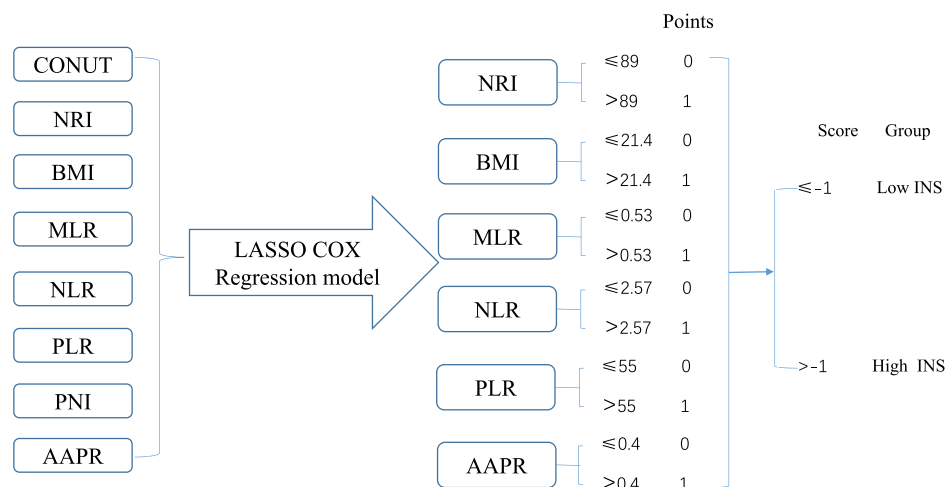 Points
CONUT
NRI
BMI
MLR
NLR
PLR
PNI
AAPR
LASSO COX
Regression model
NRI
≤89 0
>89 1
BMI
≤21.4 0
>21.4 1
MLR
≤0.53 0
>0.53 1
NLR
≤2.57 0
>2.57 1
PLR
≤55 0
>55 1
AAPR
≤0.4 0
>0.4 1
Score Group
≤-1 Low INS
>-1 High INS